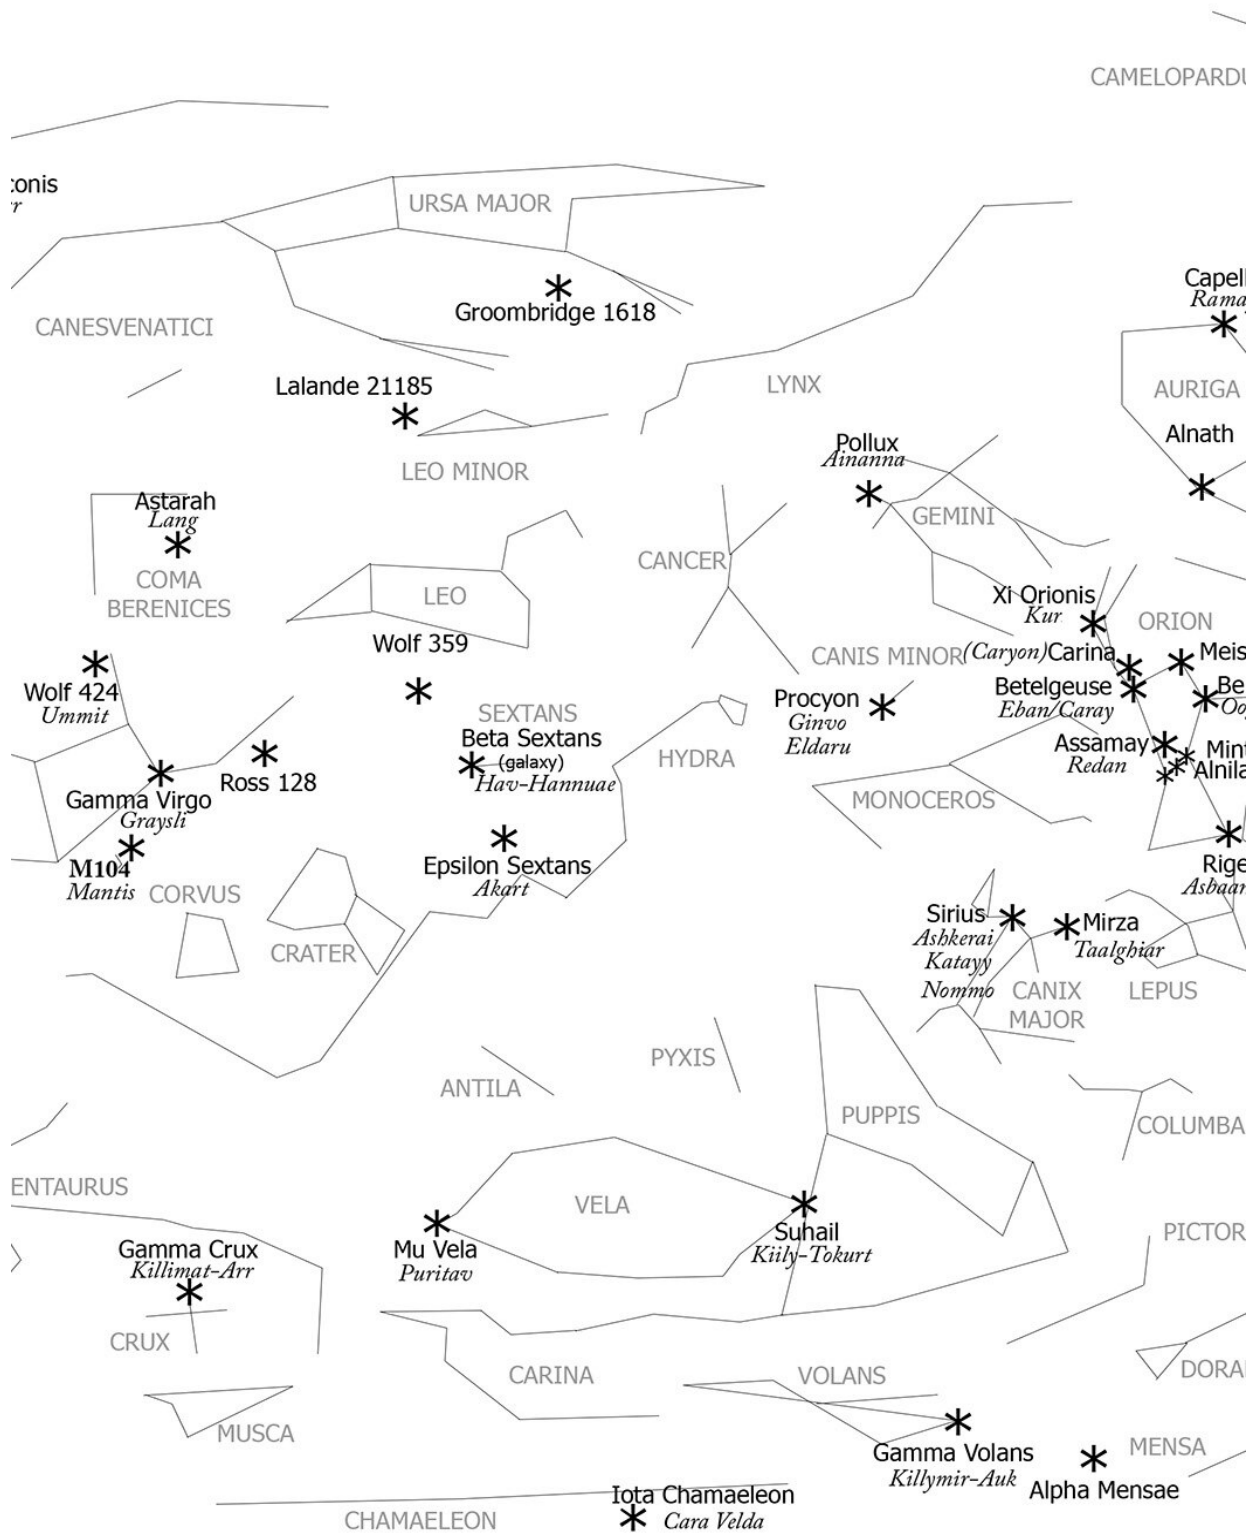 CAMELOPARDU
conis
r
URSA MAJOR
Capell
Rama
Groombridge 1618
CANESVENATICI
Lalande 21185
LYNX
AURIGA
Alnath
Pollux
Ainanna
LEO MINOR
Astarah
Lang
GEMINI
CANCER
COMA
BERENICES
LEO
Xi Orionis
Kur
ORION
Wolf 359
CANIS MINOR
(Caryon)Carina
Meis
Wolf 424
Ummit
Betelgeuse
Eban/Caray
Be
Procyon
Ginvo
Eldaru
SEXTANS
Beta Sextans
(galaxy)
Hav-Hannuae
HYDRA
Assamay
Redan
Mint
Alnila
Ross 128
Gamma Virgo
Graysli
MONOCEROS
M104
Mantis
CORVUS
Epsilon Sextans
Akart
Rige
Asbaan
Sirius
Ashkerai
Katayy
Nommo
Mirza
Taalghiar
CRATER
CANIX
MAJOR
LEPUS
PYXIS
ANTILA
PUPPIS
COLUMBA
ENTAURUS
VELA
PICTOR
Gamma Crux
Killimat-Arr
Mu Vela
Puritav
Suhail
Kiily-Tokurt
CRUX
CARINA
VOLANS
DORA
MUSCA
Gamma Volans
Killymir-Auk
MENSA
Alpha Mensae
Iota Chamaeleon
Cara Velda
CHAMAELEON